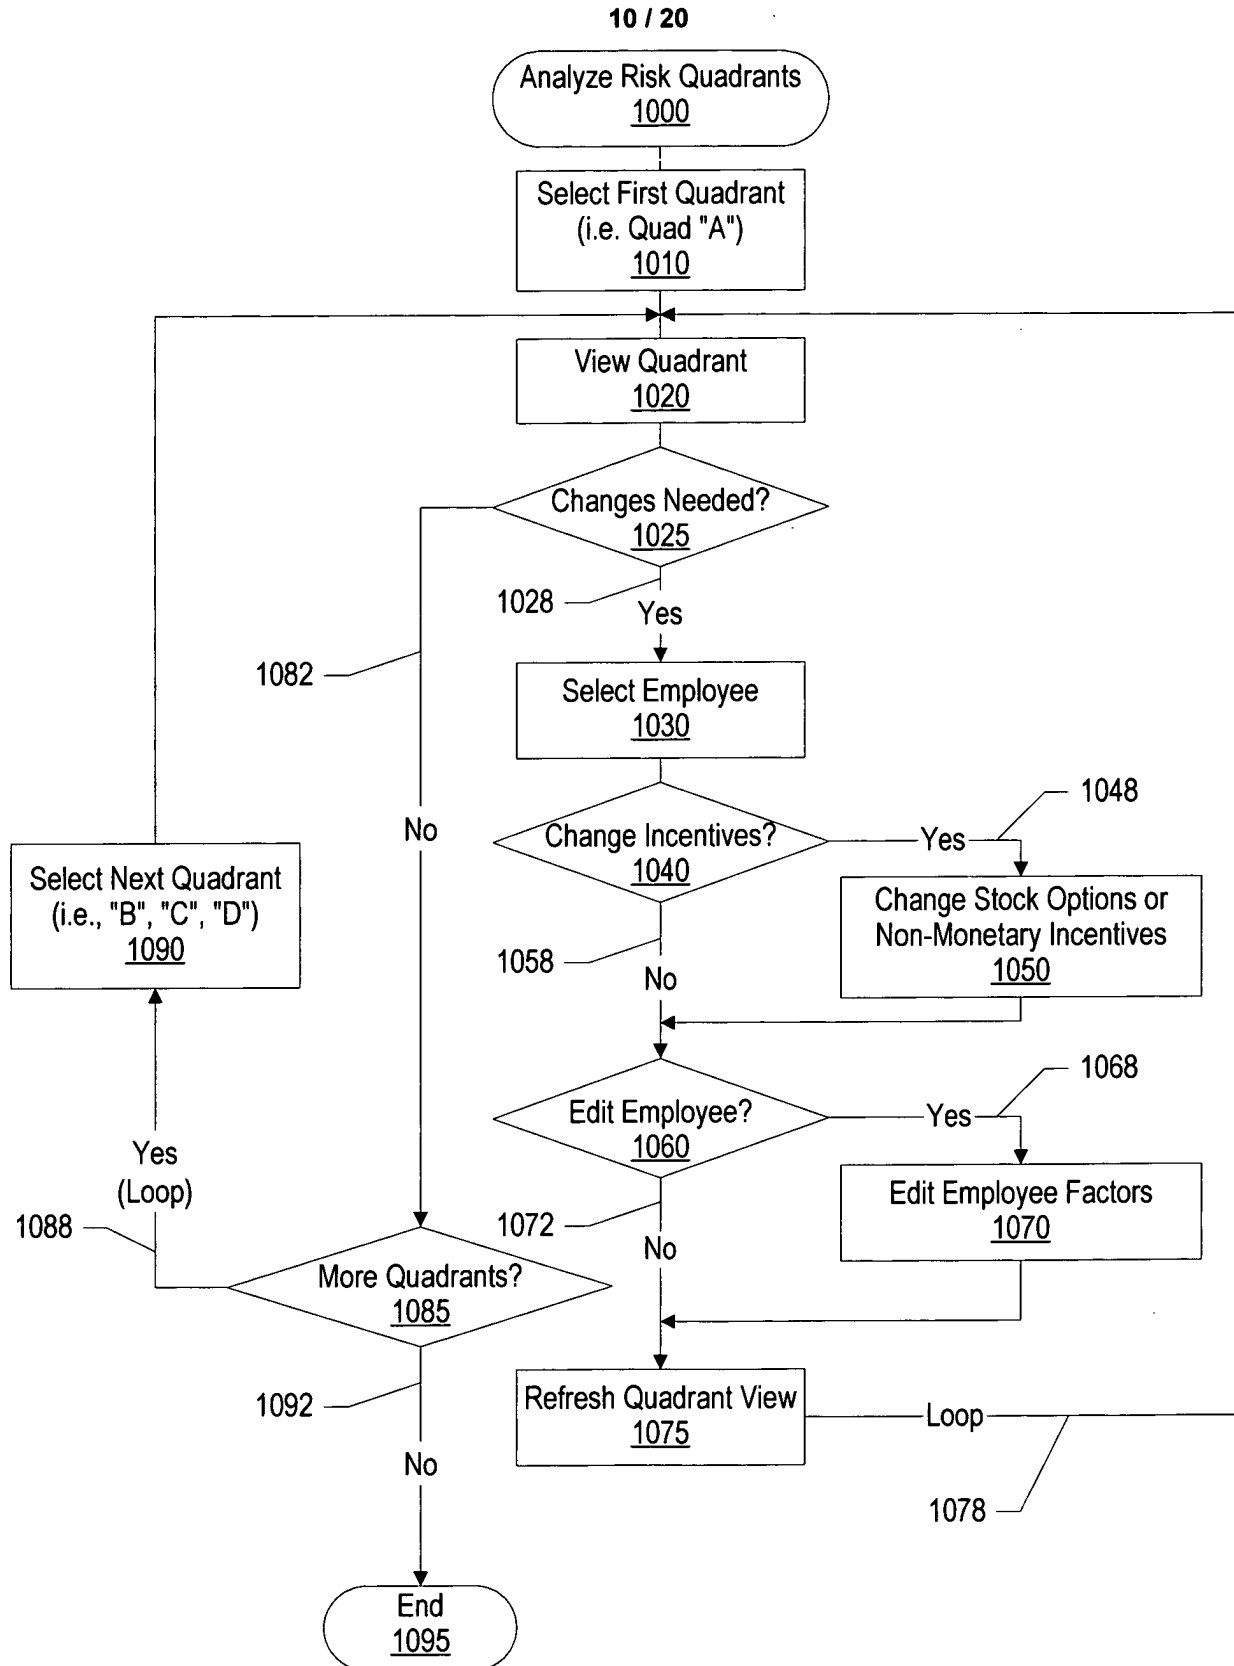 10 / 20
Analyze Risk Quadrants
1000
Select First Quadrant
(i.e. Quad "A")
1010
View Quadrant
1020
Changes Needed?
1025
1028
Yes
1082
Select Employee
1030
No
Change Incentives?
1040
Yes
1048
Select Next Quadrant
(i.e., "B", "C", "D")
1090
Change Stock Options or
Non-Monetary Incentives
1050
1058
No
Edit Employee?
1060
Yes
1068
Yes
(Loop)
1088
Edit Employee Factors
1070
1072
No
More Quadrants?
1085
1092
No
Refresh Quadrant View
1075
Loop
1078
End
1095